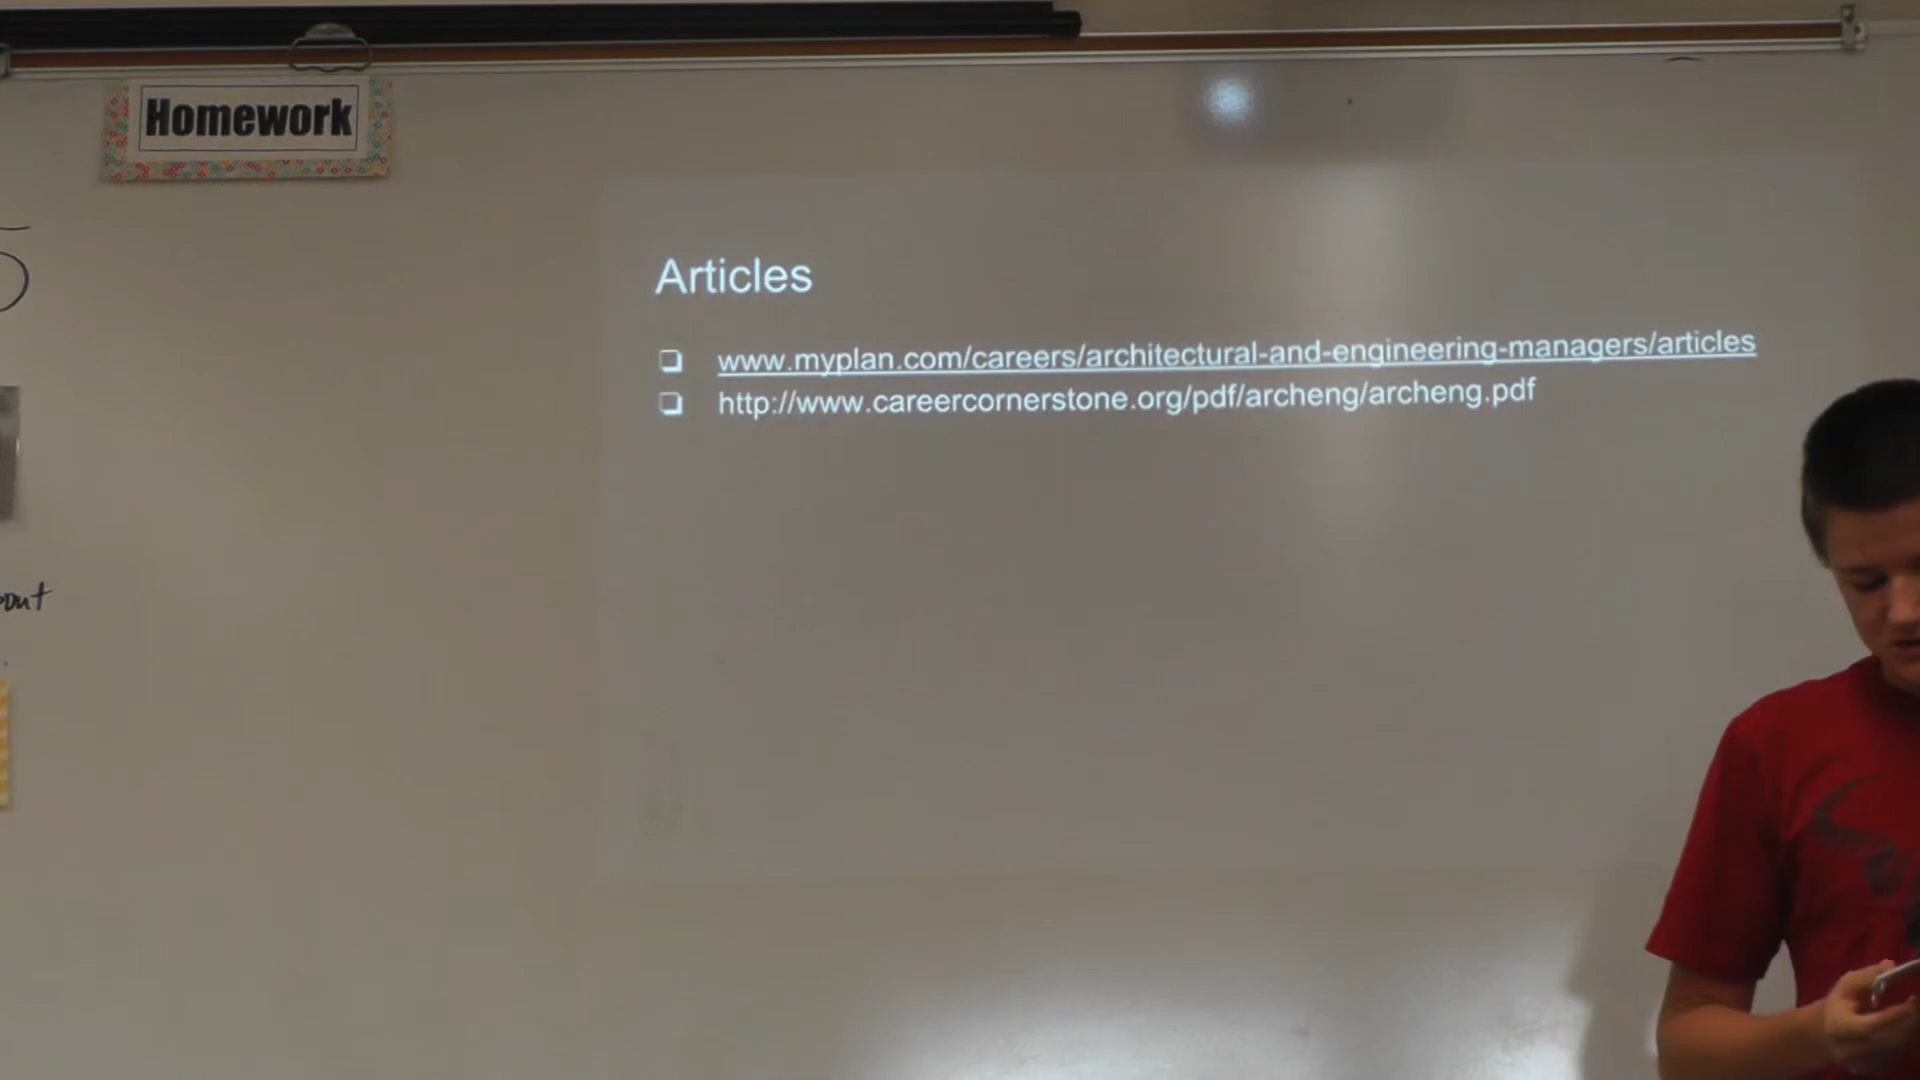 Homework
Articles
www.myplan.com/careers/architectural-and-engineering-managers/articles
http://www.careercornerstone.org/pdf/archeng/archeng.pdf